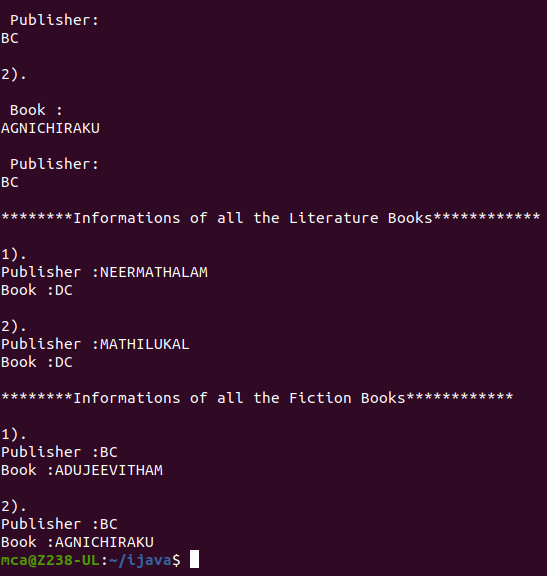 Publisher:
BC
2).
Book :
AGNICHIRAKU
Publisher:
BC
********Informations of all the Literature Books************
1).
Publisher :NEERMATHALAM
Book :DC
2).
Publisher :MATHILUKAL
Book :DC
********Informations of all the Fiction Books************
1).
Publisher :BC
Book :ADUJEEVITHAM
2).
Publisher :BC
Book :AGNICHIRAKU
mca@Z238-UL:~/ijava$